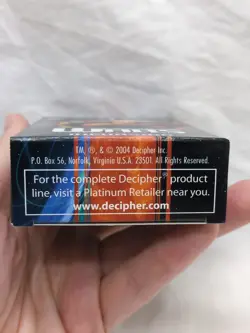 TM, ®, & © 2004 Decipher Inc.
P.O. Box 56, Norfolk, Virginia U.S.A. 23501 All Rights Reserved.
For the complete Decipher® product
line, visit a Platinum Retailer near you.
www.decipher.com